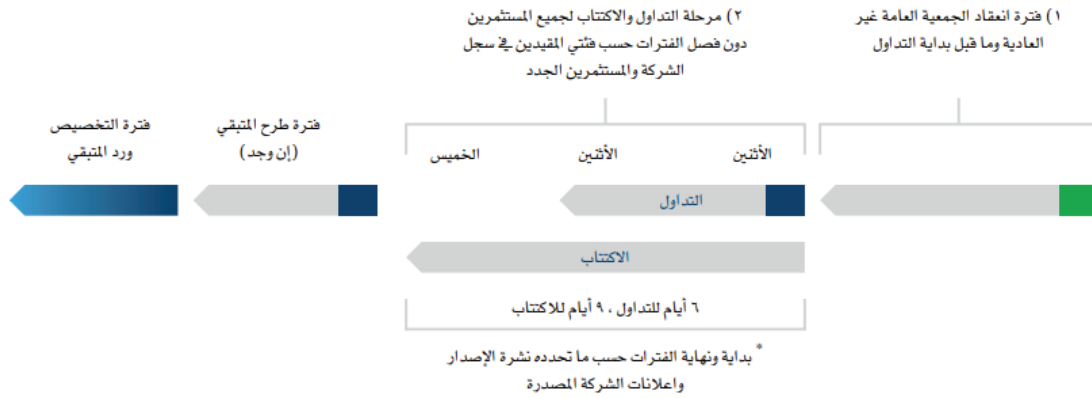 ١) فترة انعقاد الجمعية العامة غير
العادية وما قبل بداية التداول
٢) مرحلة التداول والاكتتاب لجميع المستثمرين
دون فصل الفترات حسب فئتي المقيدين في سجل
الشركة والمستثمرين الجدد
فترة طرح المتبقي
(إن وجد)
فترة التخصيص
ورد المتبقي
الأثنين
الأثنين
الخميس
التداول
الاكتتاب
٦ أيام للتداول ، ٩ أيام للاكتتاب
* بداية ونهاية الفترات حسب ما تحدده نشرة الإصدار
واعلانات الشركة المصدرة